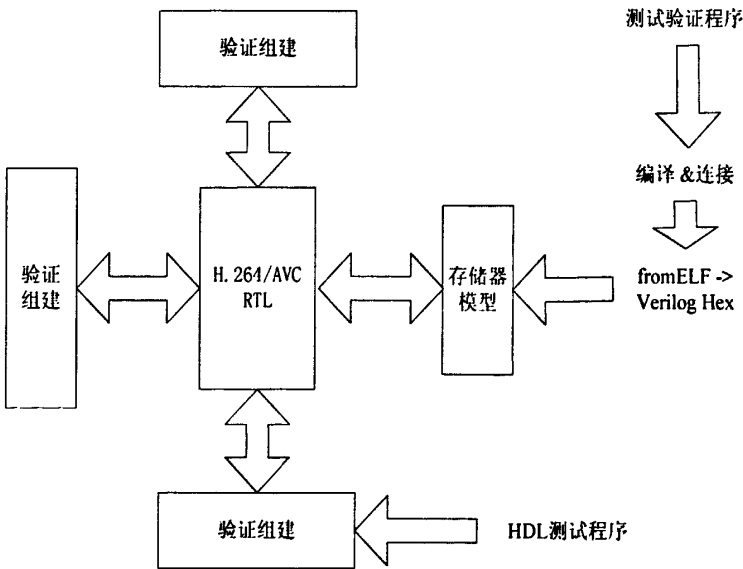 测试验证程序
验证组建
编译 &连接
验证
组建
H. 264/AVC
RTL
存储器
模型
fromELF ->
Verilog Hex
验证组建
HDL测试程序